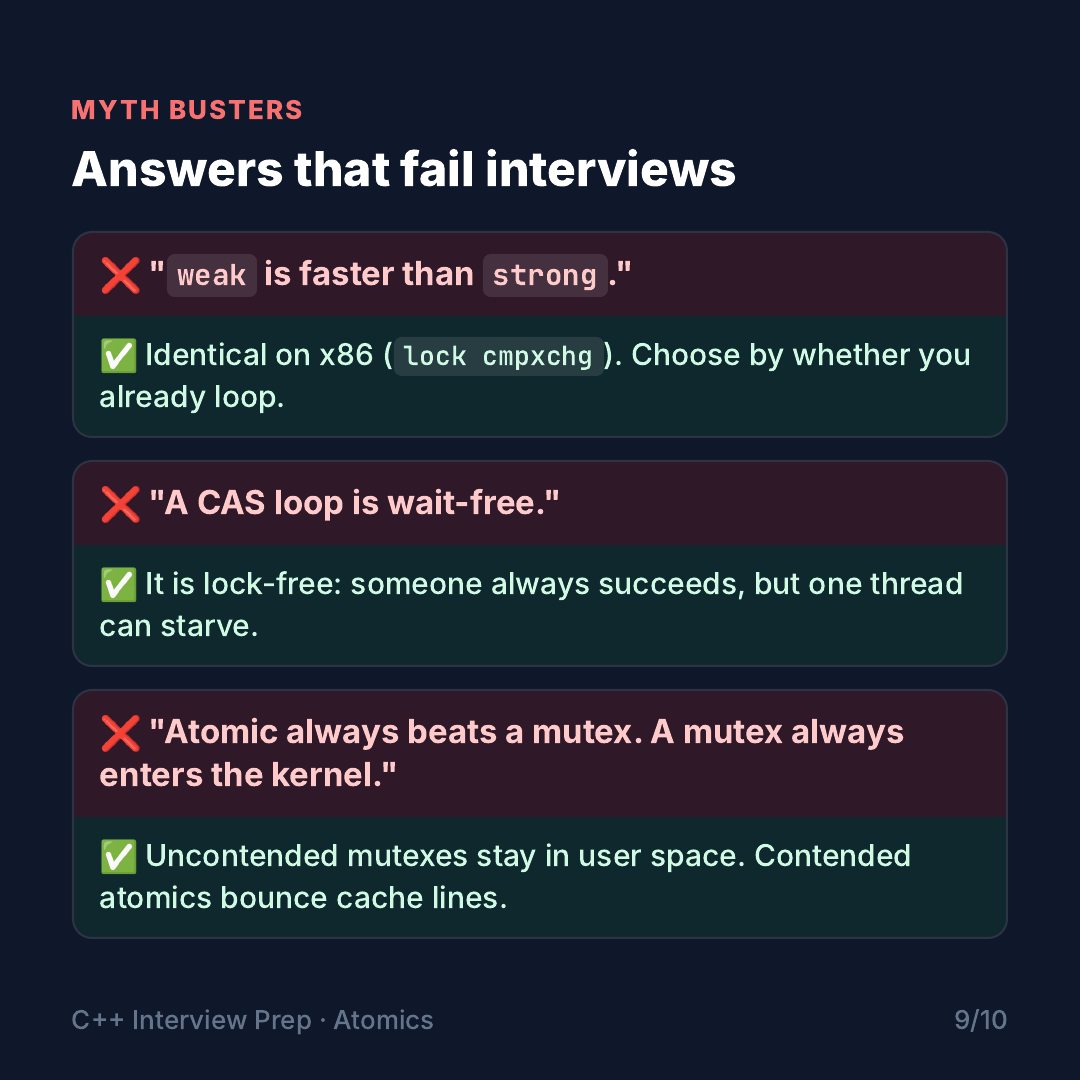 MYTH BUSTERS
Answers that fail interviews
❌ "weak is faster than strong."
✅ Identical on x86 (lock cmpxchg). Choose by whether you
already loop.
❌ "A CAS loop is wait-free."
✅ It is lock-free: someone always succeeds, but one thread
can starve.
❌ "Atomic always beats a mutex. A mutex always
enters the kernel."
✅ Uncontended mutexes stay in user space. Contended
atomics bounce cache lines.
C++ Interview Prep · Atomics
9/10